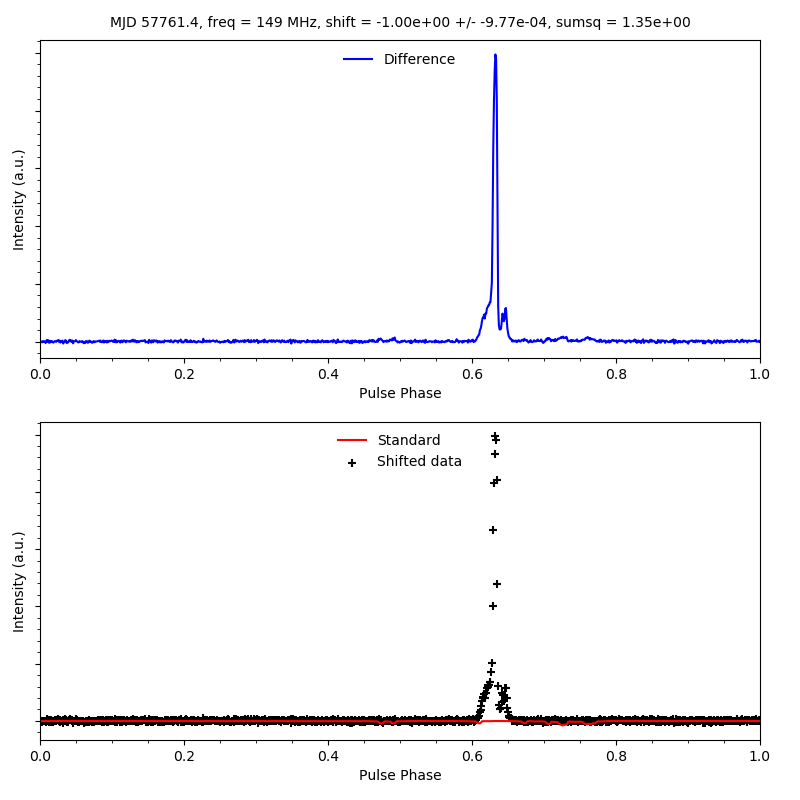 MJD 57761.4, freq = 149 MHz, shift = -1.00e+00 +/- -9.77e-04, sumsq = 1.35e+00
Difference
Intensity (a.u.)
0.0 0.2 0.4 0.6 0.8 1.0
Pulse Phase
Standard
Shifted data
Intensity (a.u.)
0.0 0.2 0.4 0.6 0.8 1.0
Pulse Phase